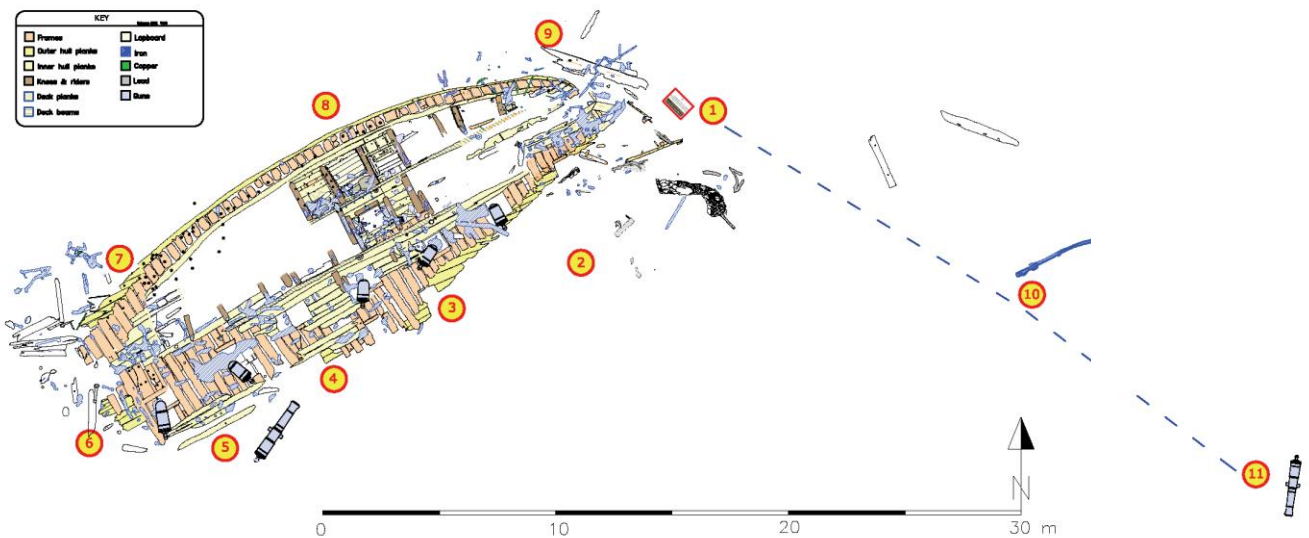 KEY
Frames
Lapboard
Outer hull planks
Iron
Inner hull planks
Copper
Knees & riders
Lead
Deck planks
Guns
Deck beams
9
1
8
7
2
10
3
4
11
5
6
N
0
10
20
30 m